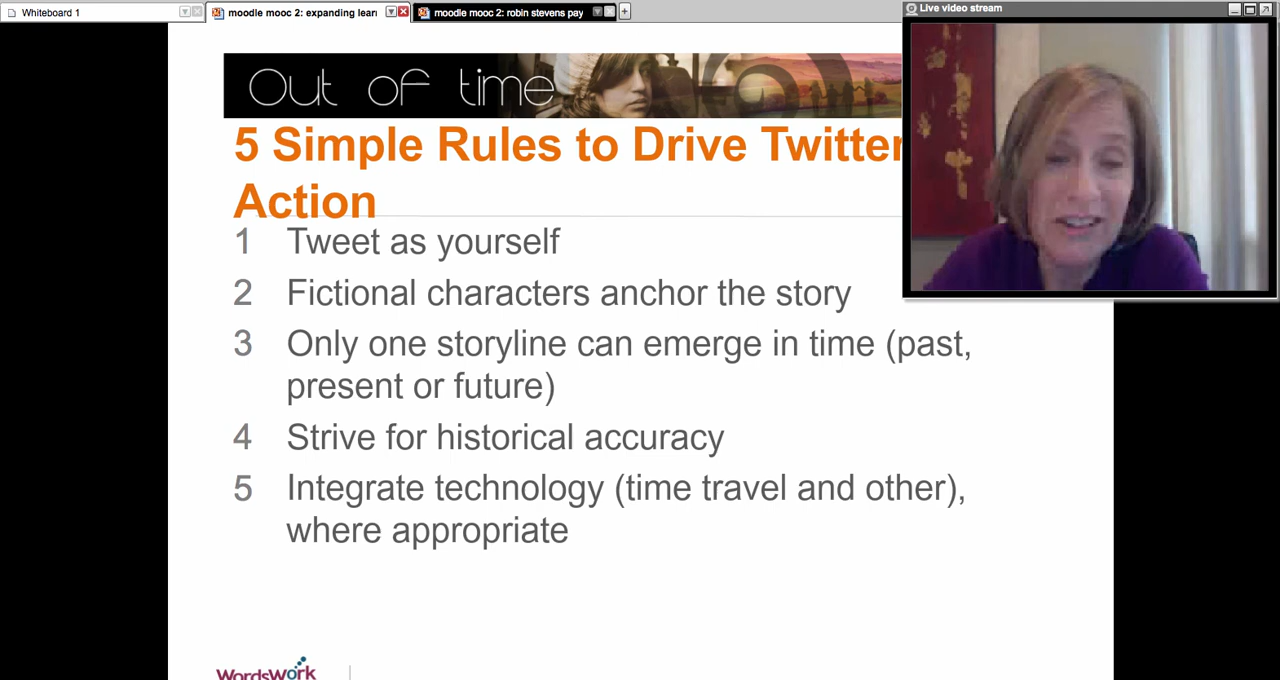 Whiteboard 1
moodle mooc 2: expanding learn
moodle mooc 2: robin stevens pay
Live video stream
Out of time
5 Simple Rules to Drive Twitter
Action
1 Tweet as yourself
2 Fictional characters anchor the story
3 Only one storyline can emerge in time (past,
present or future)
4 Strive for historical accuracy
5 Integrate technology (time travel and other),
where appropriate
WordsWork